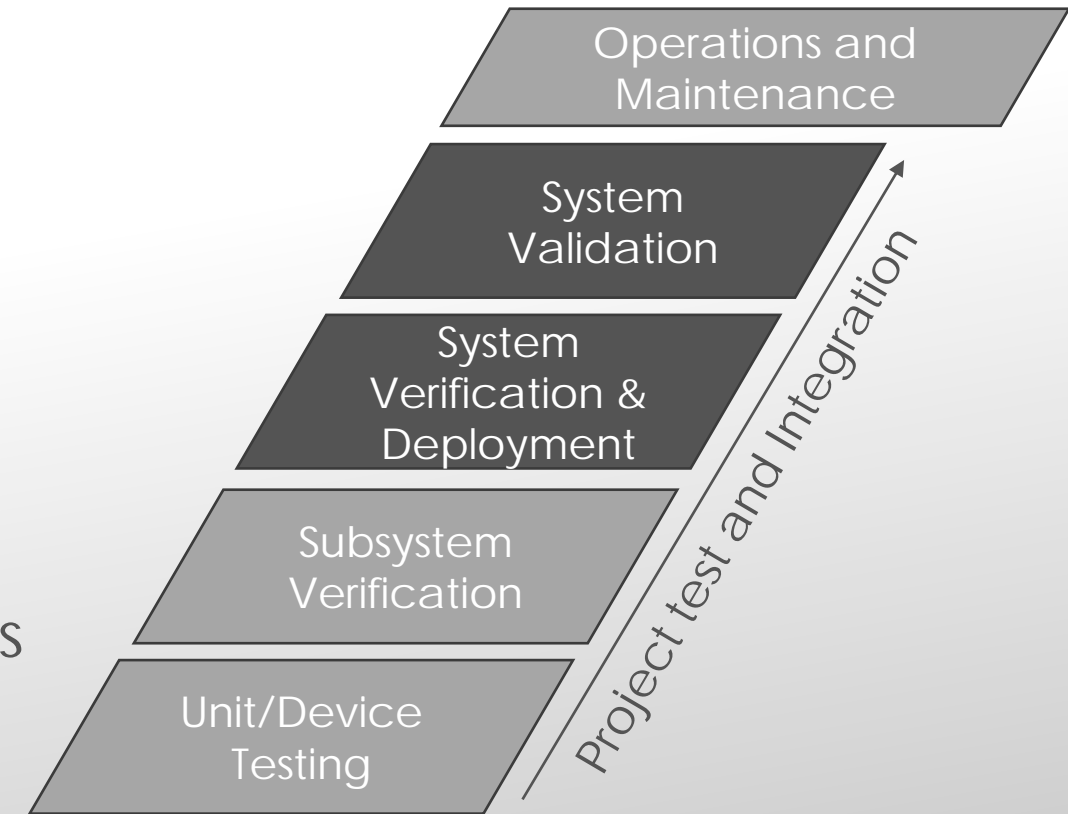 Operations and
Maintenance
System
Validation
System
Verification &
Deployment
Subsystem
Verification
s
Unit/Device
Testing
Project test and Integration